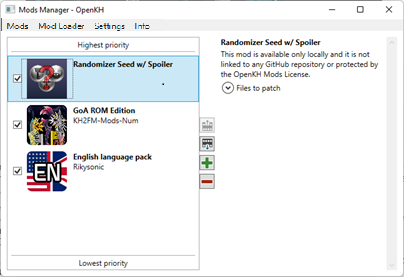 Mods Manager - OpenKH
Mods Mod Loader Settings Info
Highest priority
Randomizer Seed w/ Spoiler
GoA ROM Edition
KH2FM-Mods-Num
EN
English language pack
Rikysonic
Lowest priority
Randomizer Seed w/ Spoiler
This mod is available only locally and it is not
linked to any GitHub repository or protected by
the OpenKH Mods License.
Files to patch